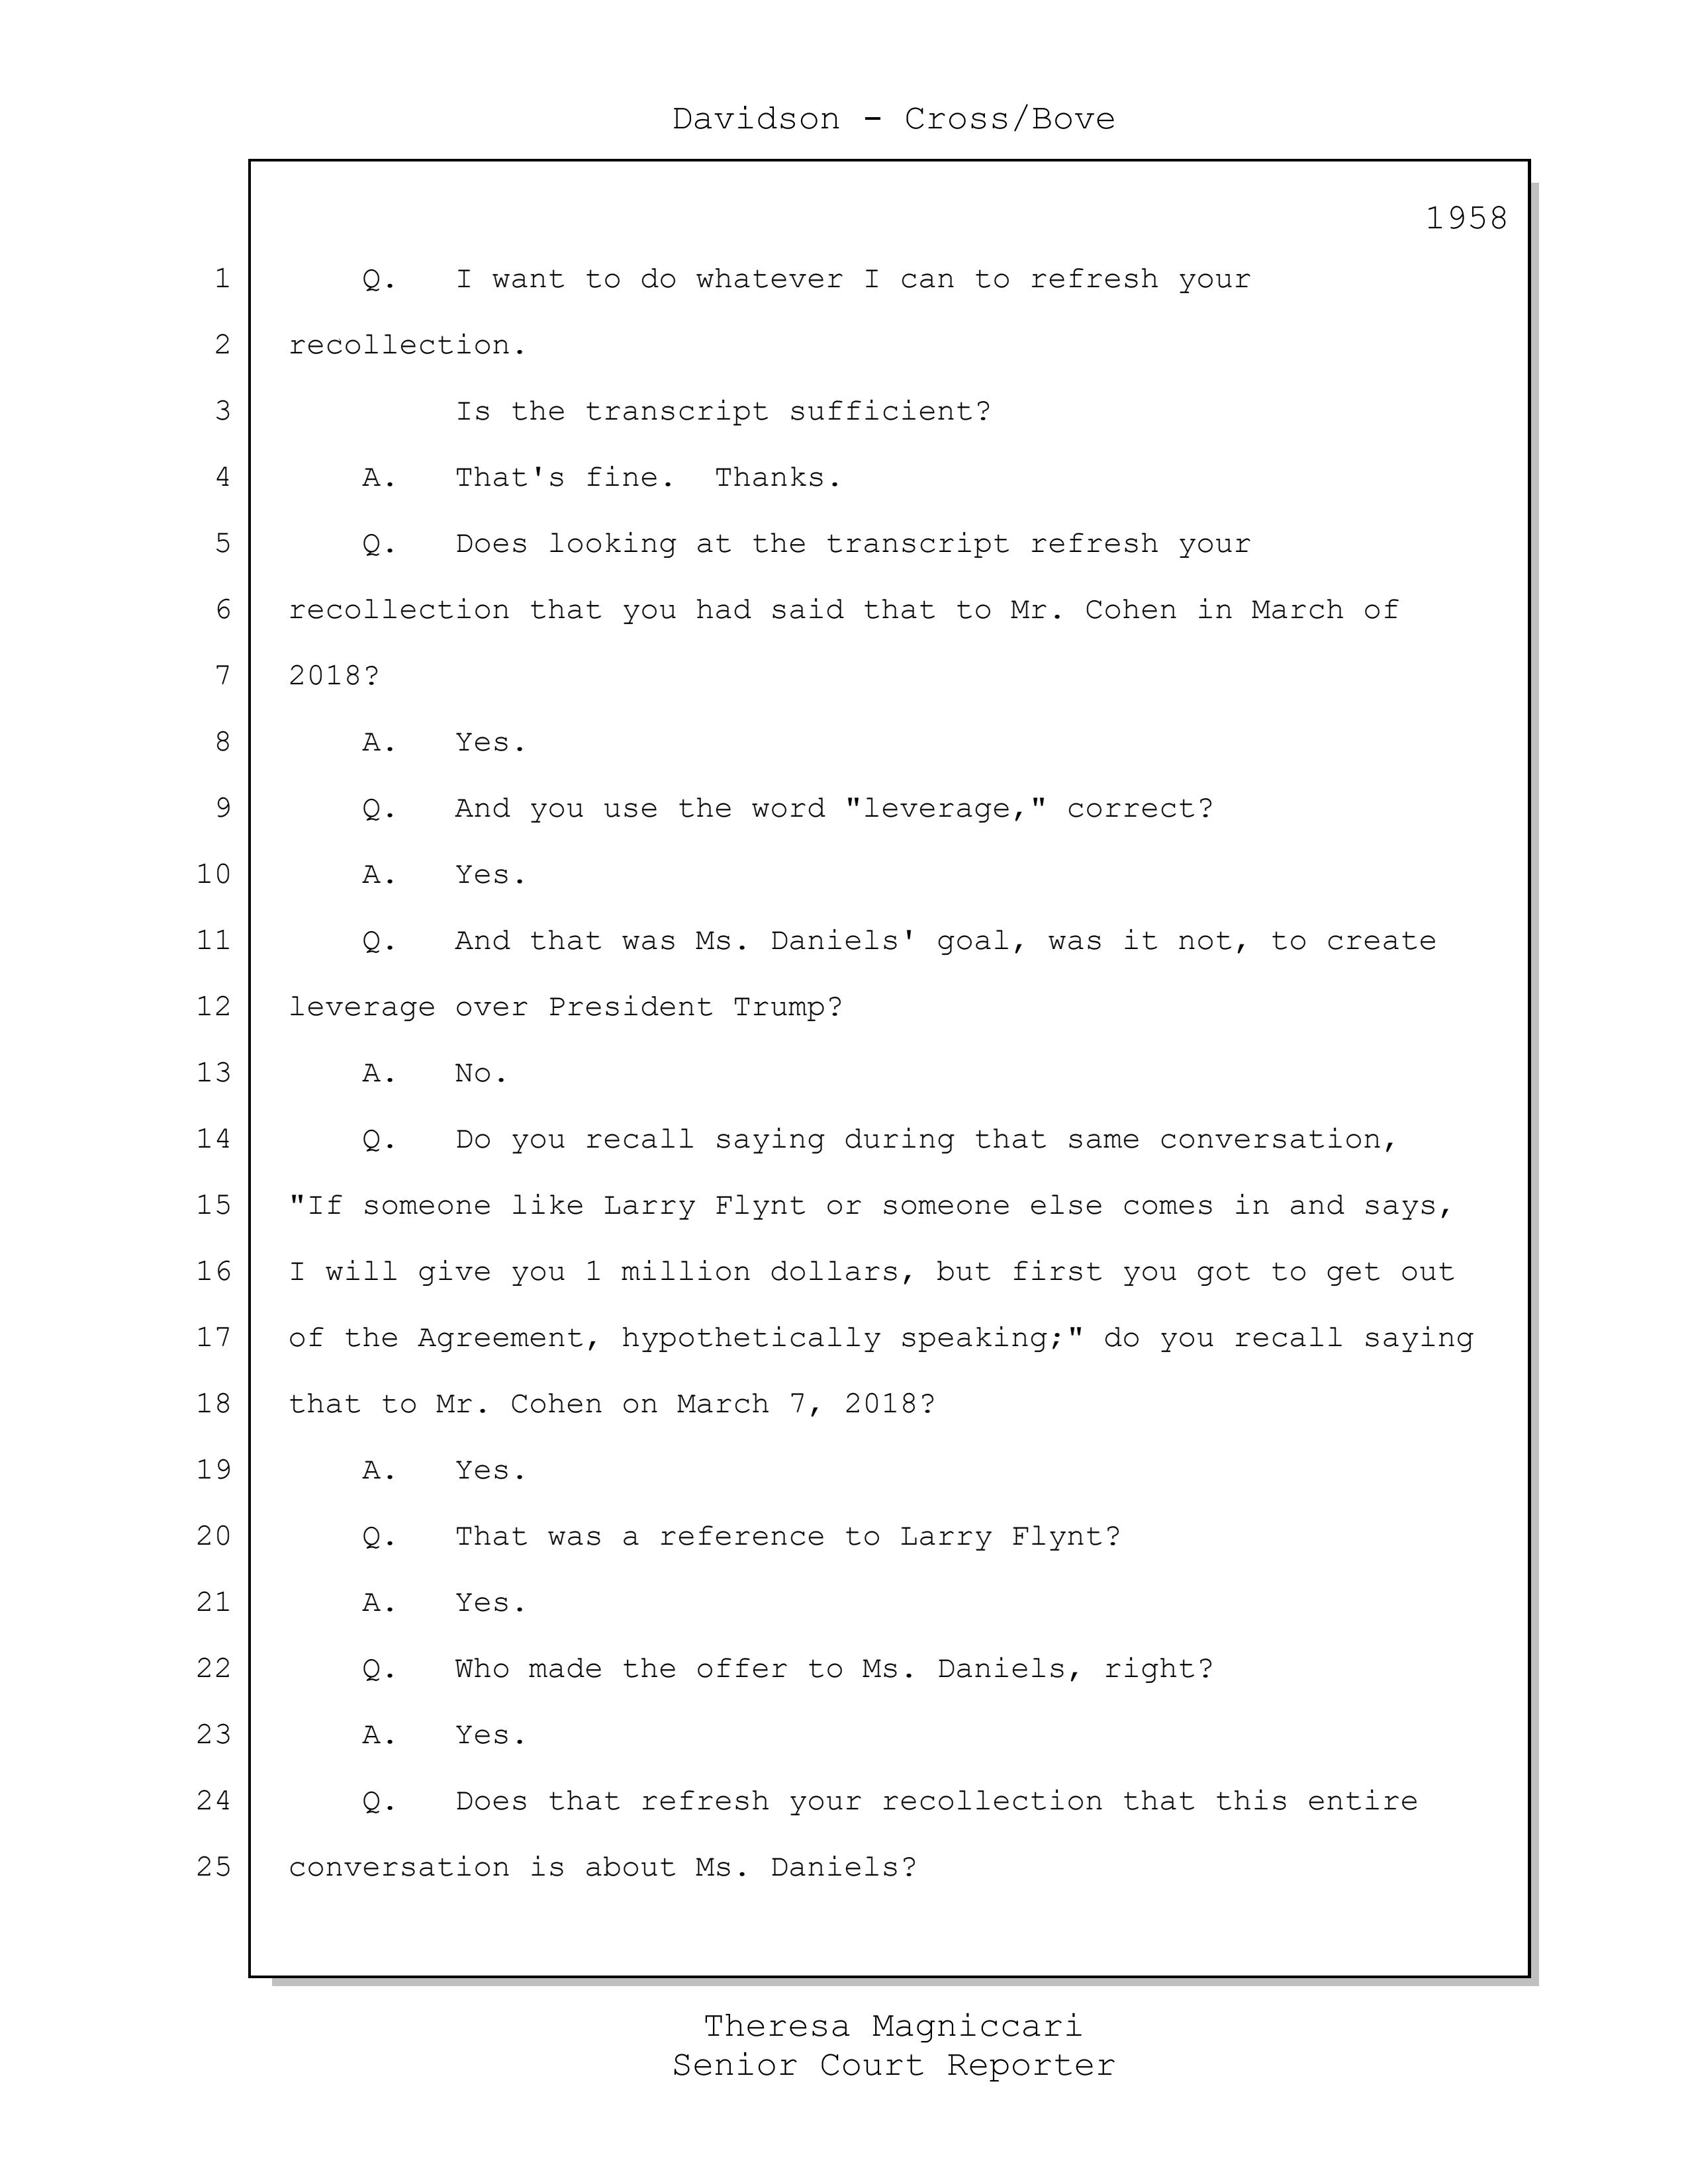 Davidson - Cross/Bove
1958
1 Q. I want to do whatever I can to refresh your
2 recollection.
3 Is the transcript sufficient?
4 A. That's fine. Thanks.
5 Q. Does looking at the transcript refresh your
6 recollection that you had said that to Mr. Cohen in March of
7 2018?
8 A. Yes.
9 Q. And you use the word "leverage," correct?
10 A. Yes.
11 Q. And that was Ms. Daniels' goal, was it not, to create
12 leverage over President Trump?
13 A. No.
14 Q. Do you recall saying during that same conversation,
15 "If someone like Larry Flynt or someone else comes in and says,
16 I will give you 1 million dollars, but first you got to get out
17 of the Agreement, hypothetically speaking;" do you recall saying
18 that to Mr. Cohen on March 7, 2018?
19 A. Yes.
20 Q. That was a reference to Larry Flynt?
21 A. Yes.
22 Q. Who made the offer to Ms. Daniels, right?
23 A. Yes.
24 Q. Does that refresh your recollection that this entire
25 conversation is about Ms. Daniels?
Theresa Magniccari
Senior Court Reporter